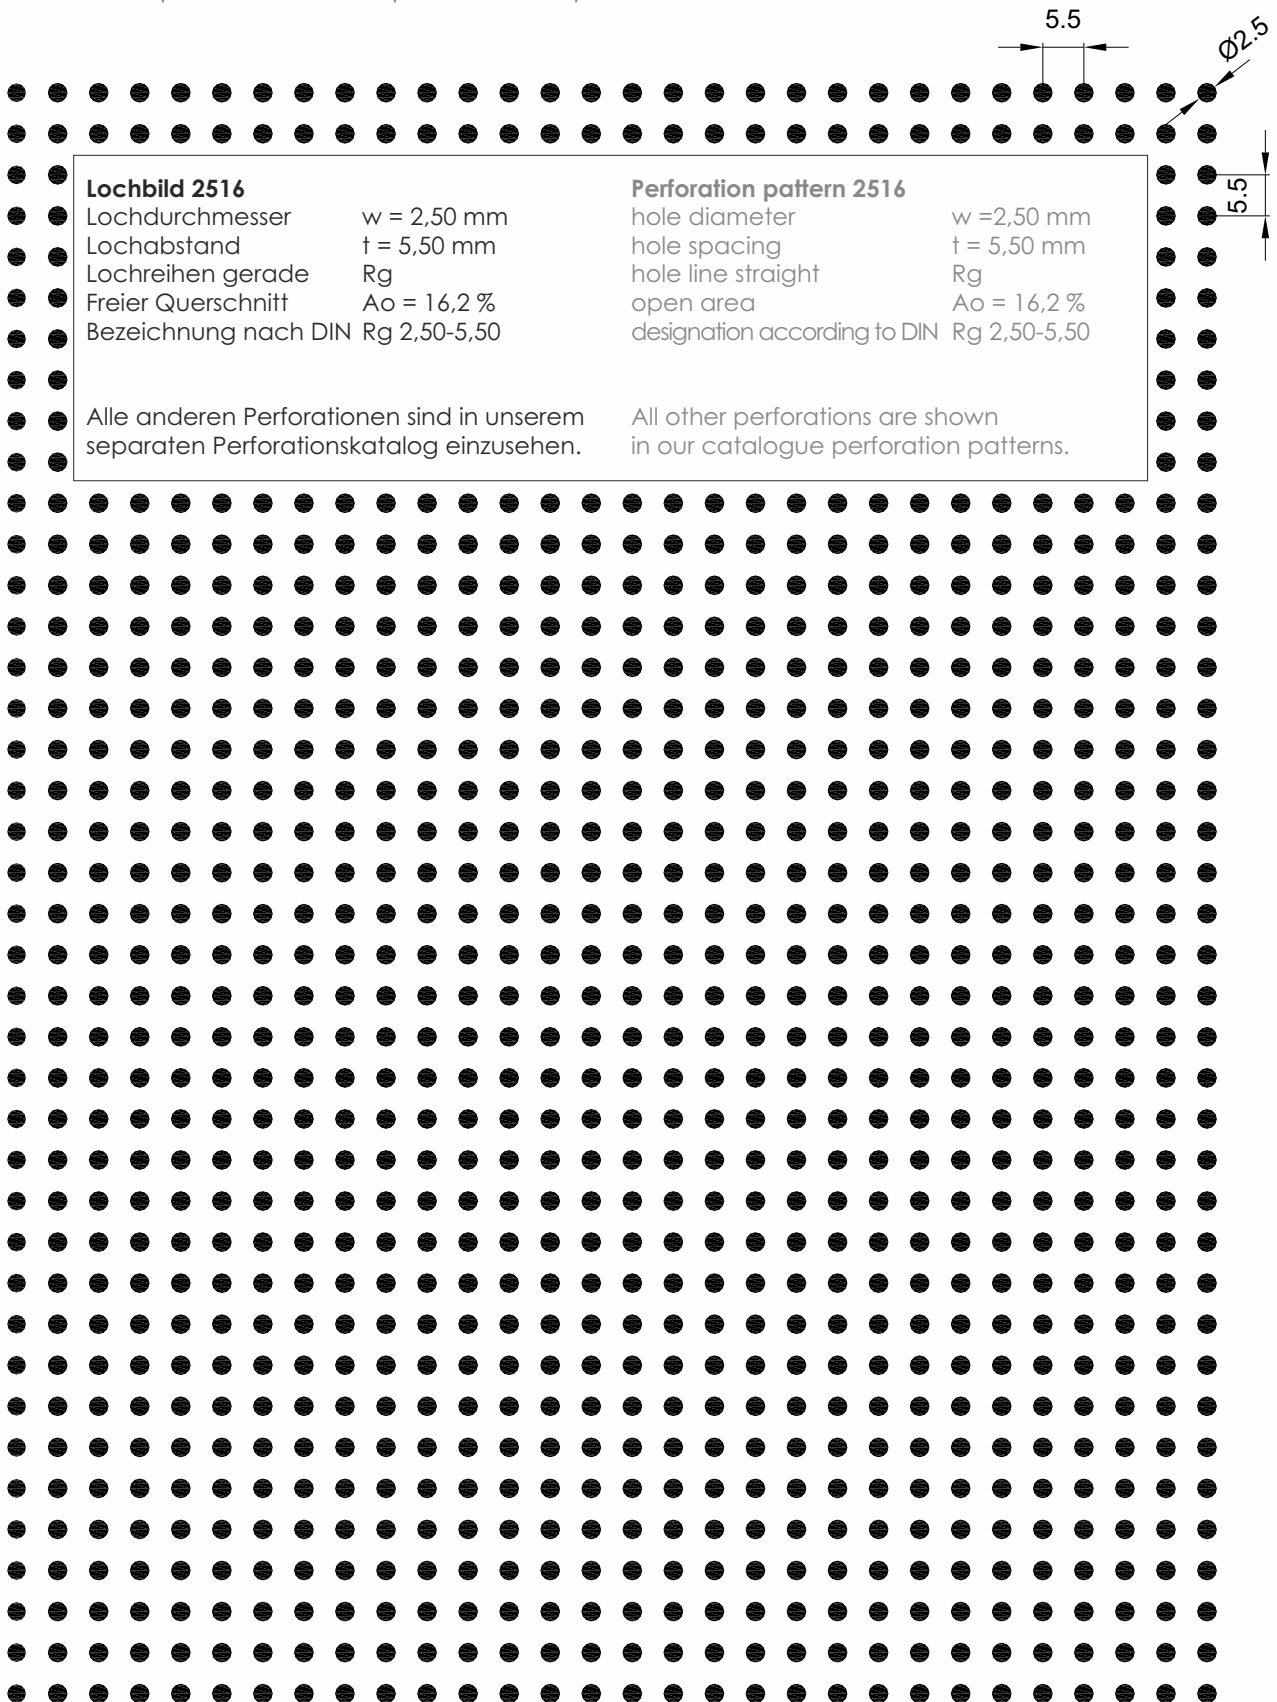 5.5
Ø2.5
5.5
Lochbild 2516
Lochdurchmesser w = 2,50 mm
Lochabstand t = 5,50 mm
Lochreihen gerade Rg
Freier Querschnitt Ao = 16,2 %
Bezeichnung nach DIN Rg 2,50-5,50
Alle anderen Perforationen sind in unserem
separaten Perforationskatalog einzusehen.
Perforation pattern 2516
hole diameter w =2,50 mm
hole spacing t = 5,50 mm
hole line straight Rg
open area Ao = 16,2 %
designation according to DIN Rg 2,50-5,50
All other perforations are shown
in our catalogue perforation patterns.